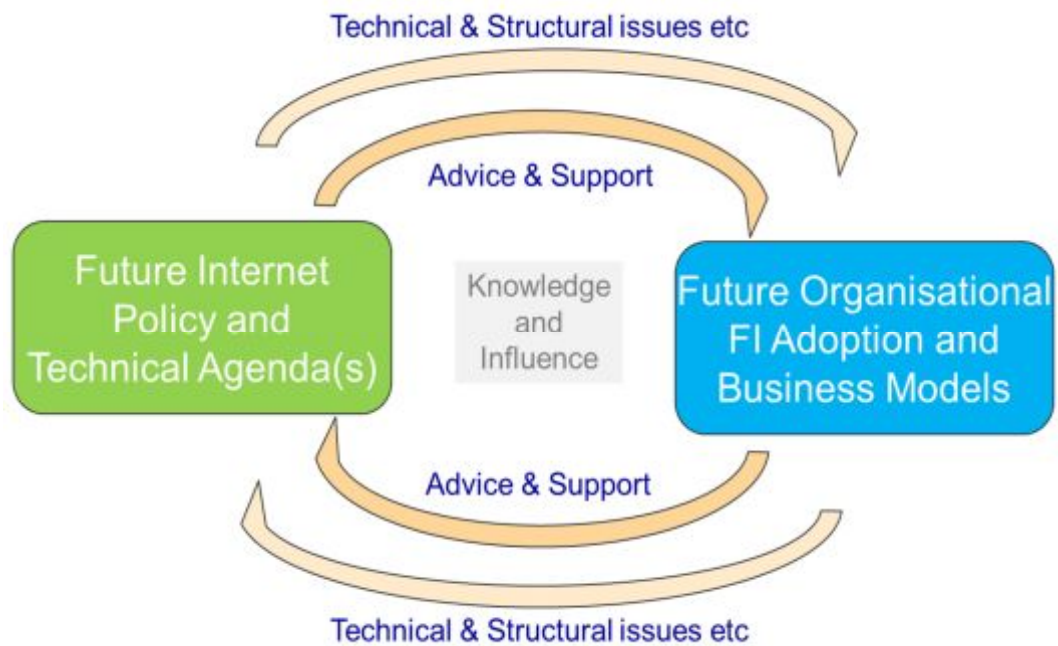 Technical & Structural issues etc
Advice & Support
Future Internet
Policy and
Technical Agenda(s)
Knowledge
and
Influence
Future Organisational
FI Adoption and
Business Models
Advice & Support
Technical & Structural issues etc